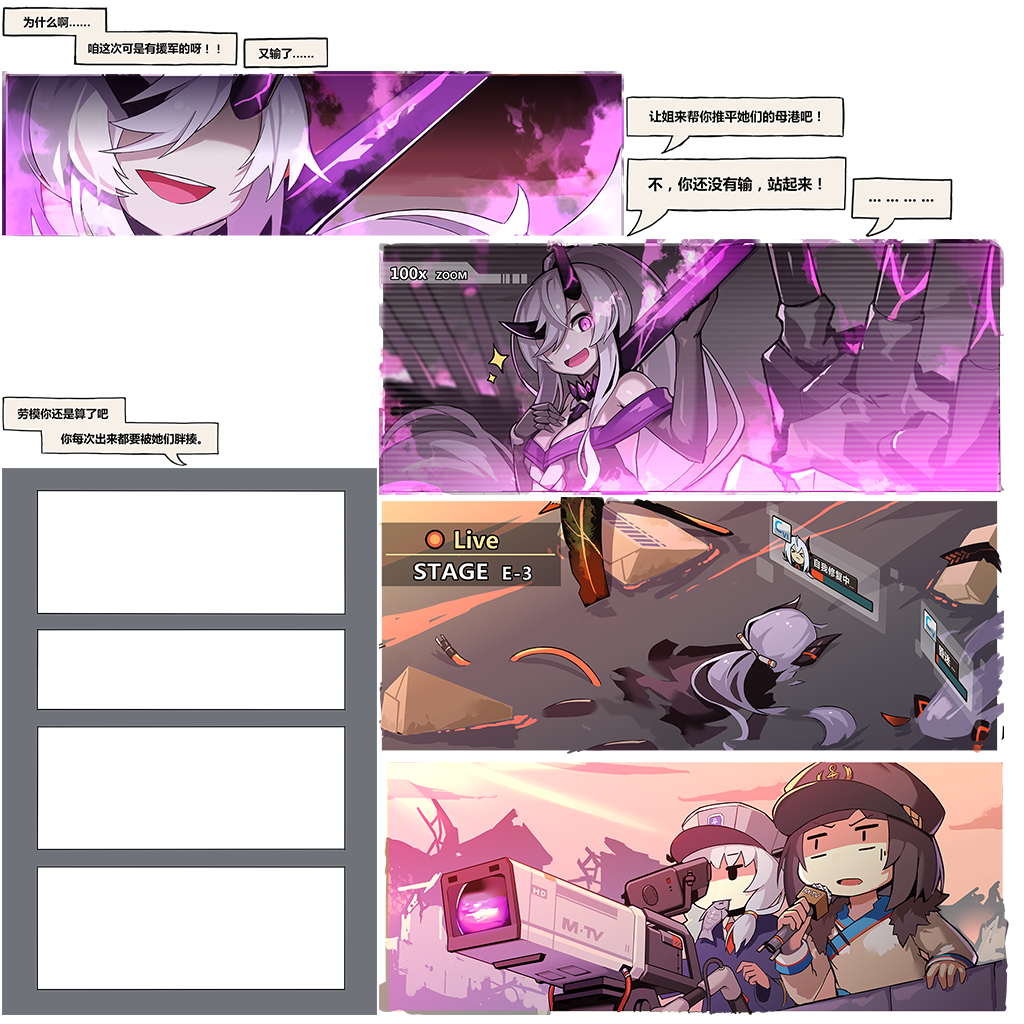 为什么啊……
咱这次可是有援军的呀！！
又输了……
让姐来帮你推平她们的母港吧！
不，你还没有输，站起来！
… … … …
100x ZOOM
劳模你还是算了吧
你每次出来都要被她们胖揍。
Live
STAGE E-3
自我修复中...
HD
M·TV
M·TV